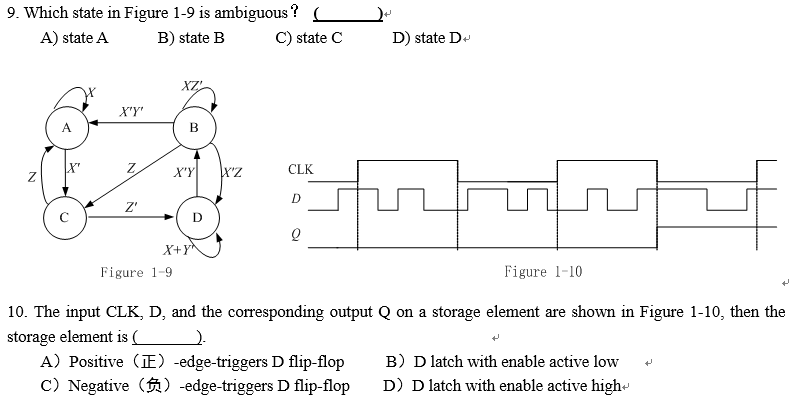 9. Which state in Figure 1-9 is ambiguous? (        )↵
A) state A    B) state B    C) state C    D) state D↵
X
XZ'
X'Y'
A
B
CLK
Z
X'
Z
X'Y
X'Z
D
Z'
C
D
Q
X+Y'
Figure 1-9
Figure 1-10
↵
10. The input CLK, D, and the corresponding output Q on a storage element are shown in Figure 1-10, then the
storage element is (        ). ↵
A）Positive（正）-edge-triggers D flip-flop    B）D latch with enable active low ↵
C）Negative（负）-edge-triggers D flip-flop    D）D latch with enable active high↵